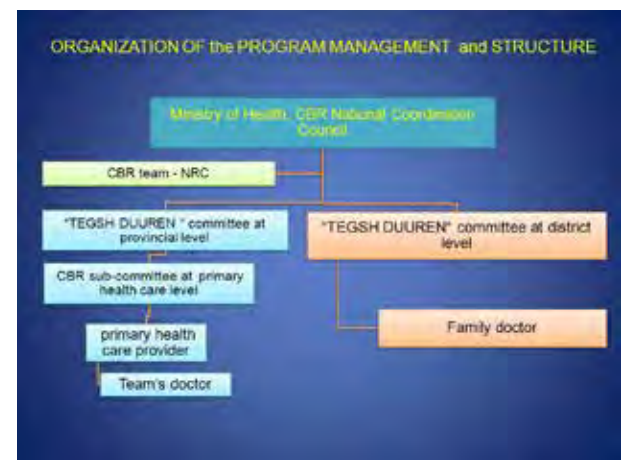 ORGANIZATION OF the PROGRAM MANAGEMENT and STRUCTURE
Ministry of Health, CBR National Coordination
Council
CBR team - NRC
"TEGSH DUUREN " committee at
provincial level
"TEGSH DUUREN" committee at district
level
CBR sub-committee at primary
health care level
primary health
care provider
Family doctor
Team's doctor